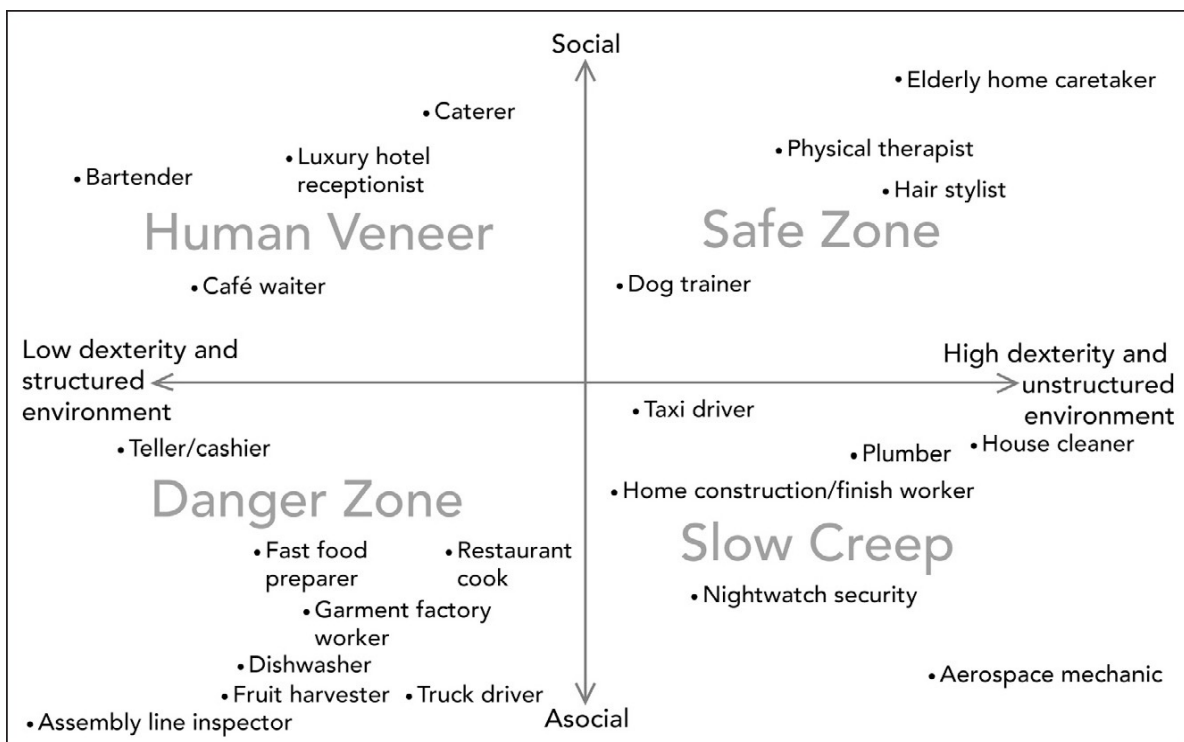 Social
• Elderly home caretaker
• Caterer
• Physical therapist
• Luxury hotel
receptionist
• Bartender
• Hair stylist
Human Veneer
Safe Zone
• Café waiter
• Dog trainer
Low dexterity and
structured
environment
High dexterity and
unstructured
environment
• Taxi driver
• Teller/cashier
• Plumber
• House cleaner
Danger Zone
• Home construction/finish worker
Slow Creep
• Fast food
preparer
• Restaurant
cook
• Nightwatch security
• Garment factory
worker
• Dishwasher
• Aerospace mechanic
• Fruit harvester
• Truck driver
• Assembly line inspector
Asocial